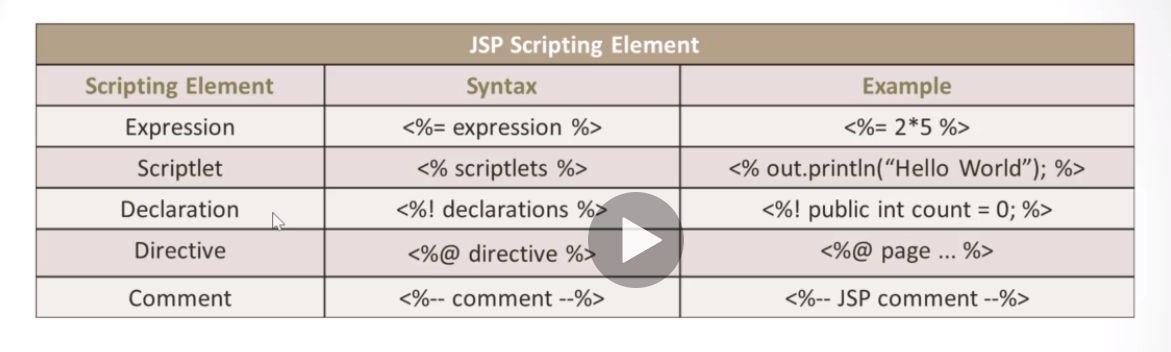 JSP Scripting Element
Scripting Element Syntax Example
Expression <%= expression %> <%= 2*5 %>
Scriptlet <% scriptlets %> <% out.println(“Hello World”); %>
Declaration <%! declarations %> <%! public int count = 0; %>
Directive <%@ directive %> <%@ page ... %>
Comment <%-- comment --%> <%-- JSP comment --%>